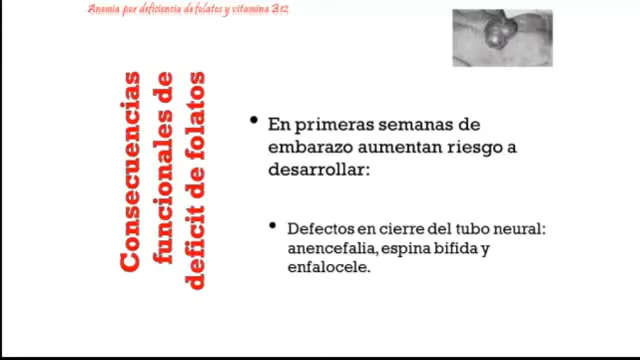 Anemia por deficiencia de folatos y vitamina B12
Consecuencias
funcionales de
deficit de folatos
• En primeras semanas de
embarazo aumentan riesgo a
desarrollar:
• Defectos en cierre del tubo neural:
anencefalia, espina bifida y
enfalocele.